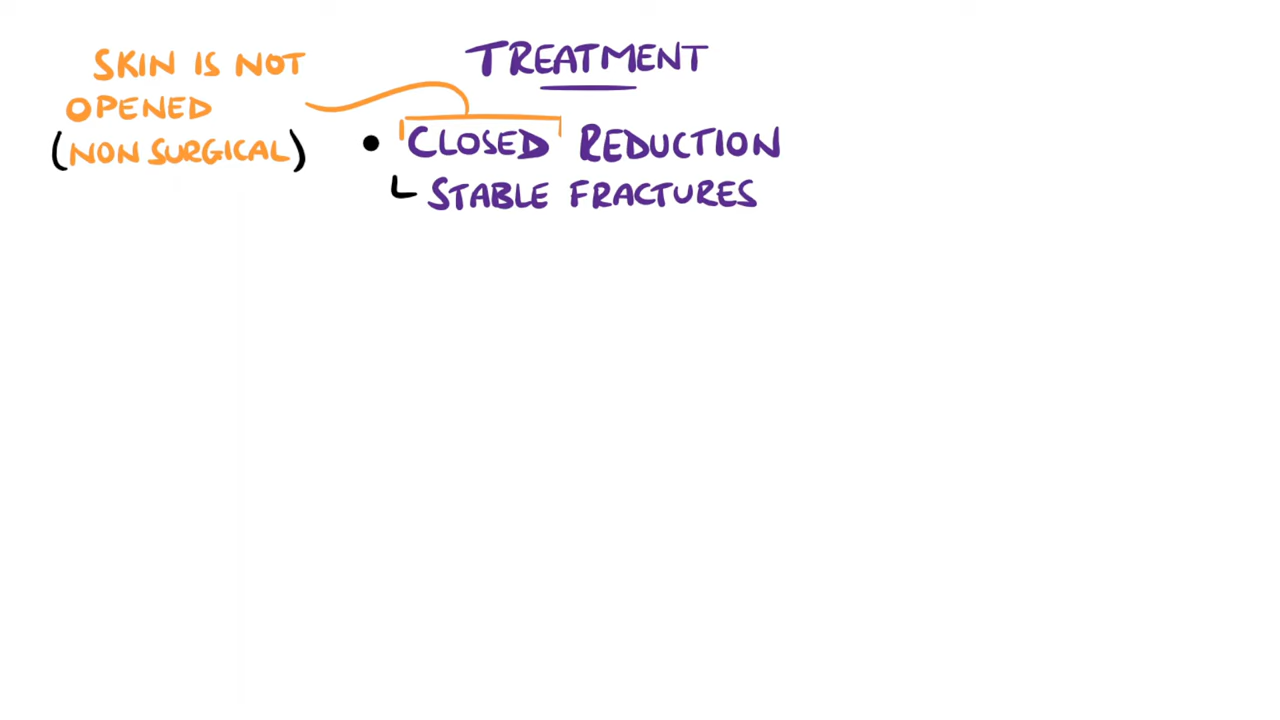 TREATMENT
SKIN IS NOT
OPENED
(NON SURGICAL)
• CLOSED REDUCTION
STABLE FRACTURES